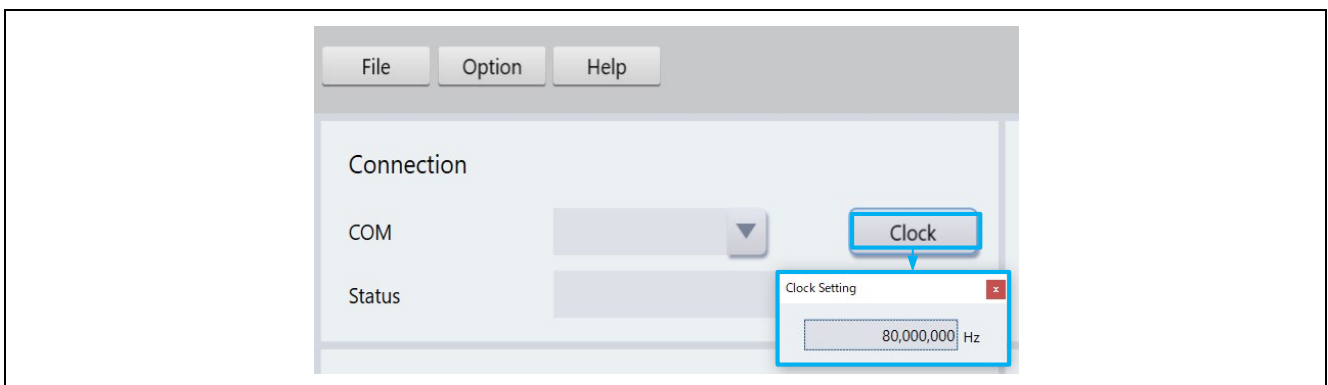 File Option Help
Connection
COM
Clock
Status
Clock Setting
x
80,000,000 Hz